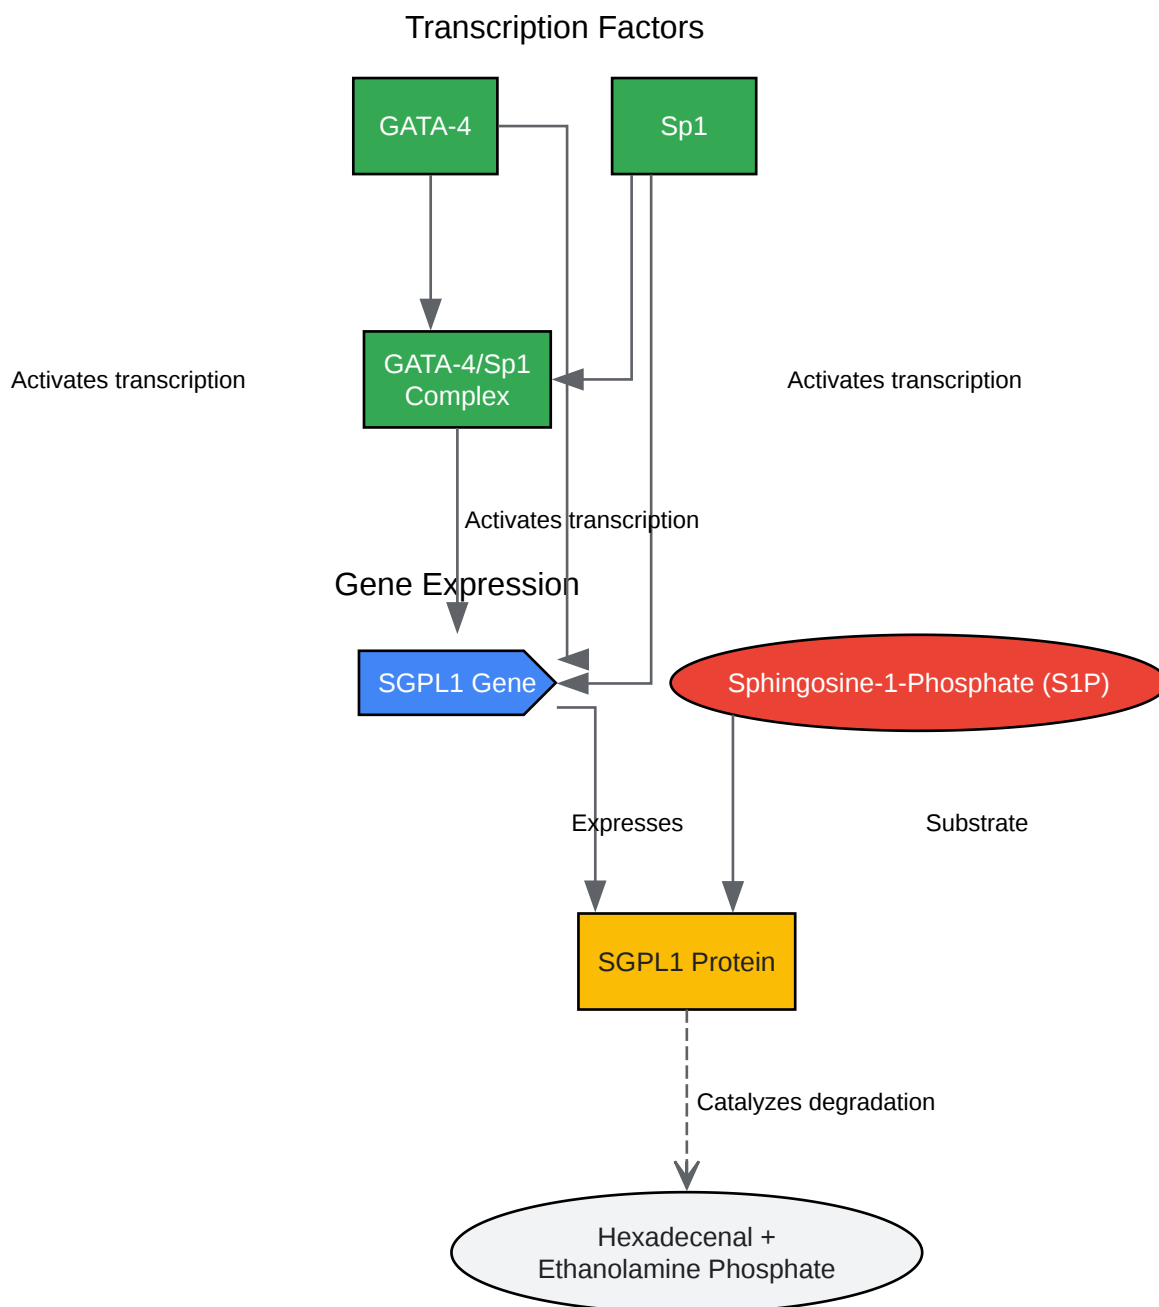 Transcription Factors
GATA-4
Sp1
GATA-4/Sp1
Complex
Activates transcription
Activates transcription
Activates transcription
Gene Expression
SGPL1 Gene
Sphingosine-1-Phosphate (S1P)
Expresses
Substrate
SGPL1 Protein
Catalyzes degradation
Hexadecenal +
Ethanolamine Phosphate